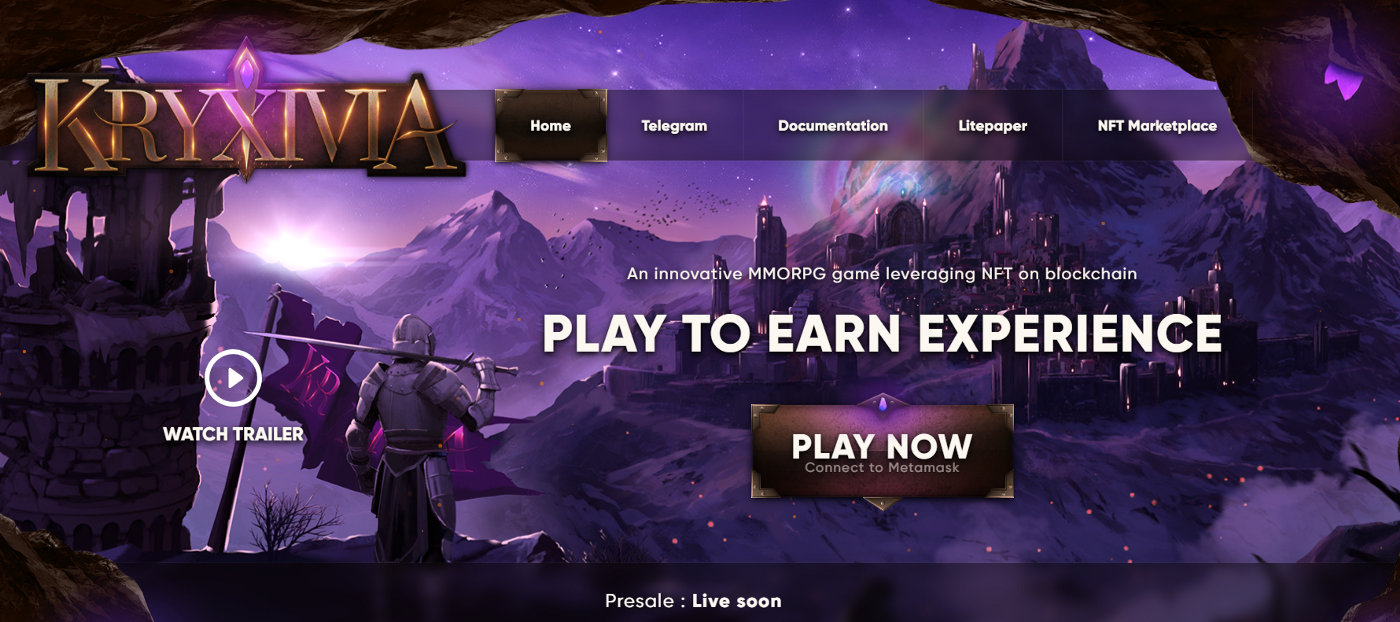 KRYXIVIA
Home
Telegram
Documentation
Litepaper
NFT Marketplace
An innovative MMORPG game leveraging NFT on blockchain
PLAY TO EARN EXPERIENCE
KR
WATCH TRAILER
PLAY NOW
Connect to Metamask
Presale : Live soon